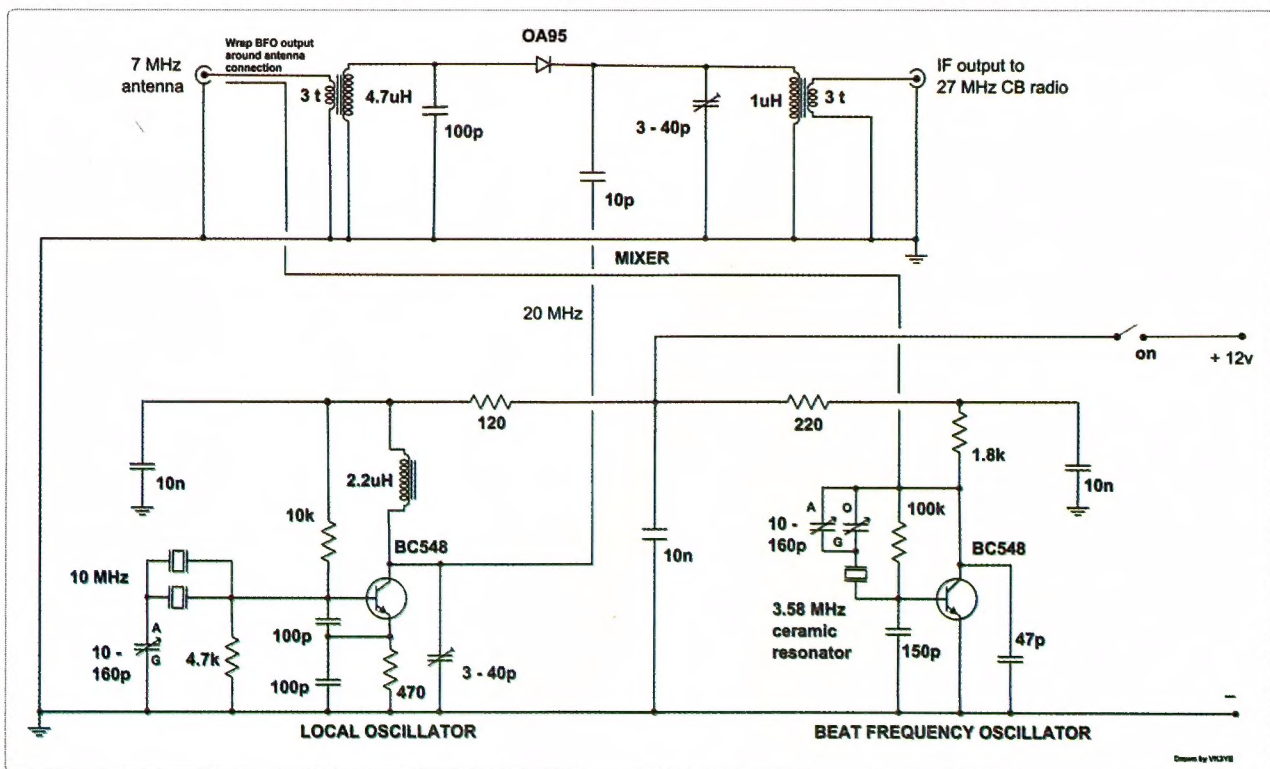 Wrap BFO output
around antenna
connection
7 MHz
antenna
3 t
4.7uH
100p
OA95
10p
3 - 40p
1uH
3 t
IF output to
27 MHz CB radio
MIXER
20 MHz
on
+ 12v
120
220
10n
2.2uH
10k
BC548
10 MHz
A
G
10 -
160p
4.7k
100p
100p
470
3 - 40p
10n
1.8k
10n
A
O
G
10 -
160p
100k
BC548
3.58 MHz
ceramic
resonator
150p
47p
–
LOCAL OSCILLATOR
BEAT FREQUENCY OSCILLATOR
Drawn by VK3YE